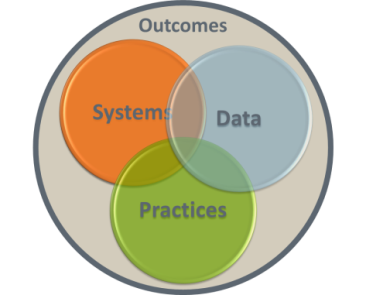 Outcomes
Systems
Data
Practices